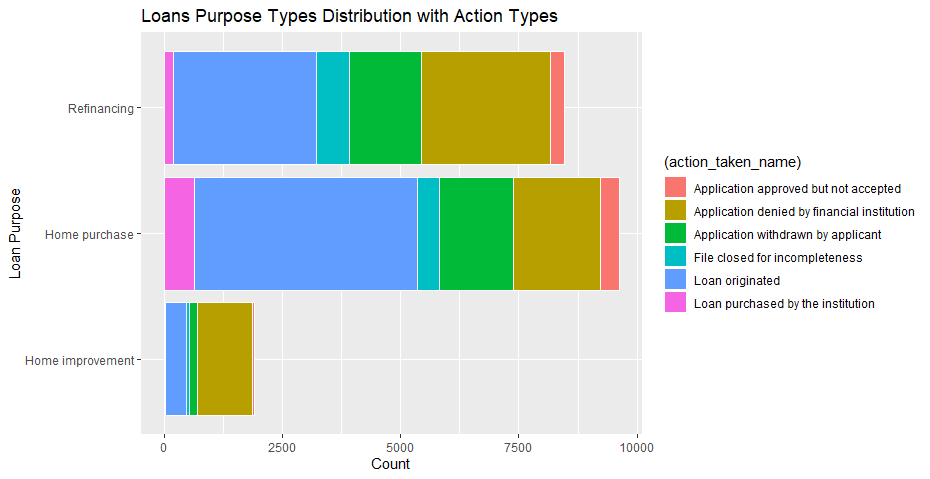 Loans Purpose Types Distribution with Action Types
Loan Purpose
Refinancing
Home purchase
Home improvement
0
2500
5000
7500
10000
Count
(action_taken_name)
Application approved but not accepted
Application denied by financial institution
Application withdrawn by applicant
File closed for incompleteness
Loan originated
Loan purchased by the institution